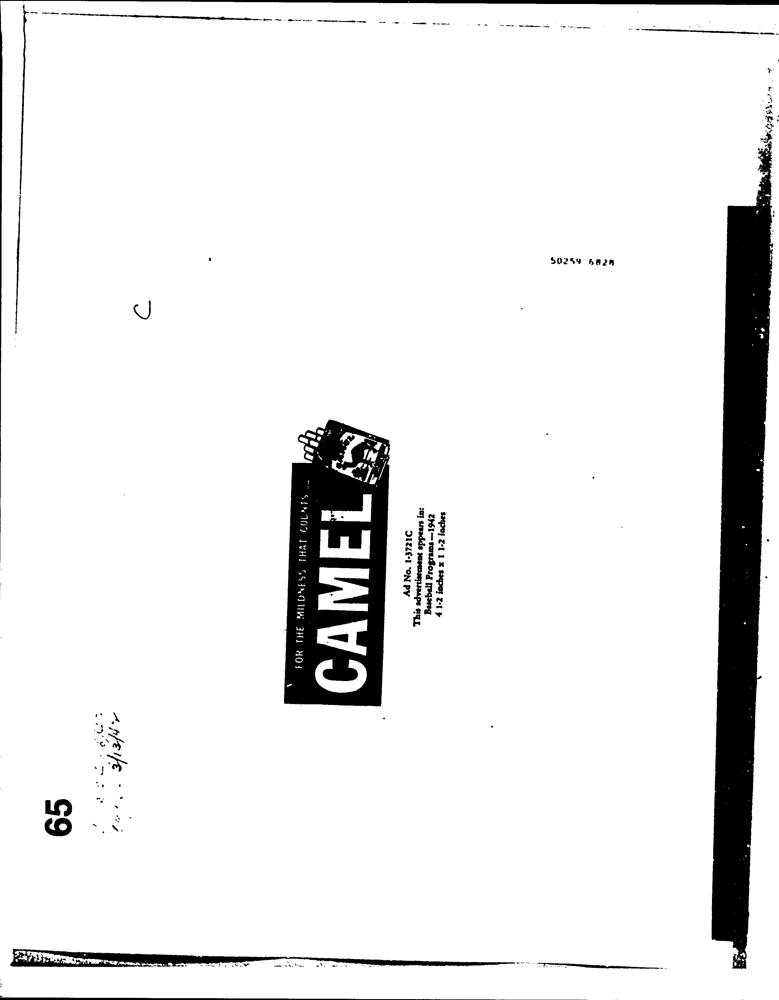 65
3/13/42
C
FOR THE MILDNESS THAT COUNTS—
CAMEL
CAMEL
Ad No. 1-3721C
This advertisement appears in:
Baseball Programs—1942
4 1-2 inches x 1 1-2 inches
50259 6828